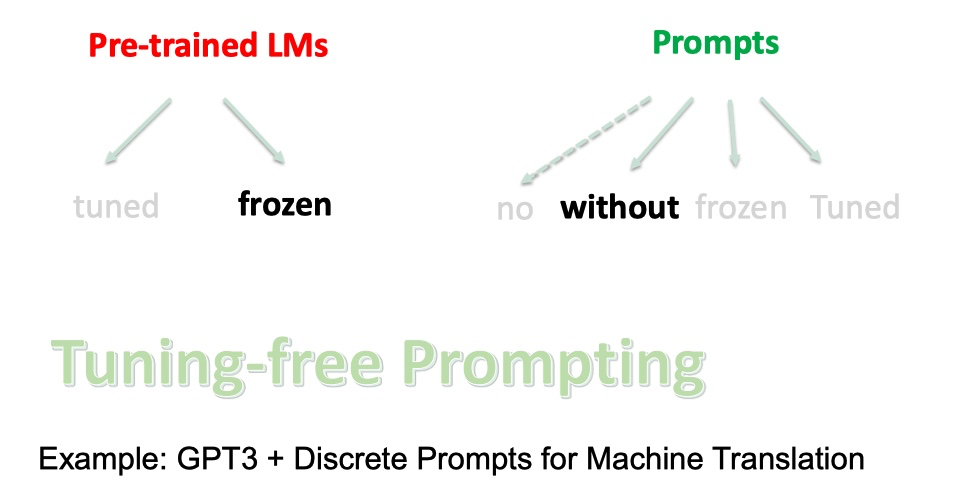 Pre-trained LMs
Prompts
tuned
frozen
no without frozen Tuned
Tuning-free Prompting
Example: GPT3 + Discrete Prompts for Machine Translation